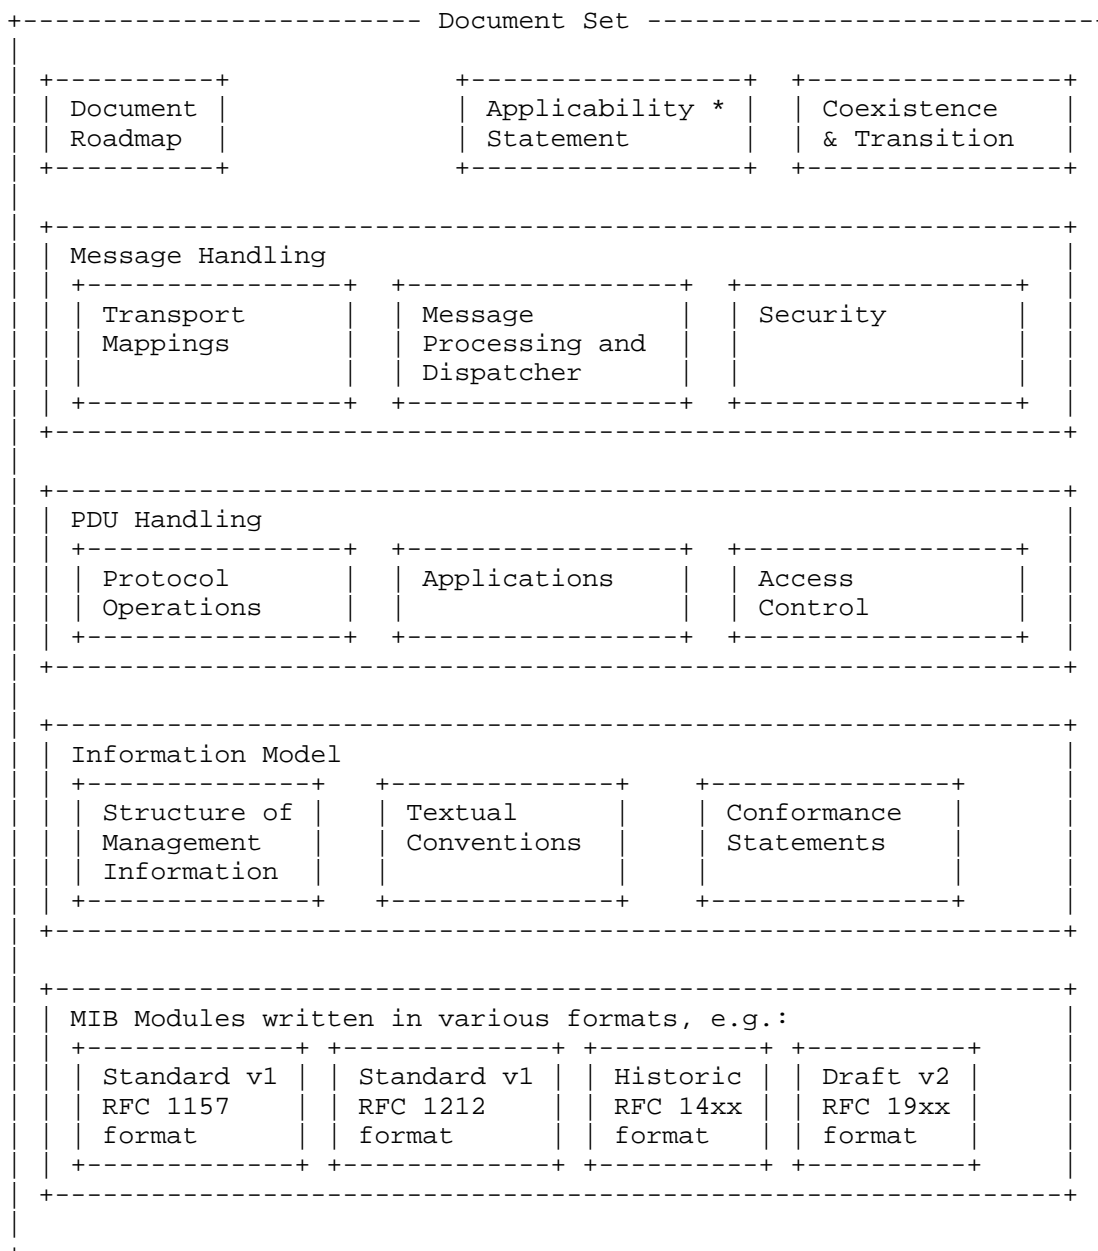 Document Set
Document Applicability * Coexistence
Roadmap Statement & Transition
Message Handling
Transport Message Security
Mappings Processing and
Dispatcher
PDU Handling
Protocol Applications Access
Operations Control
Information Model
Structure of Textual Conformance
Management Conventions Statements
Information
MIB Modules written in various formats, e.g.:
Standard v1 Standard v1 Historic Draft v2
RFC 1157 RFC 1212 RFC 14xx RFC 19xx
format format format format